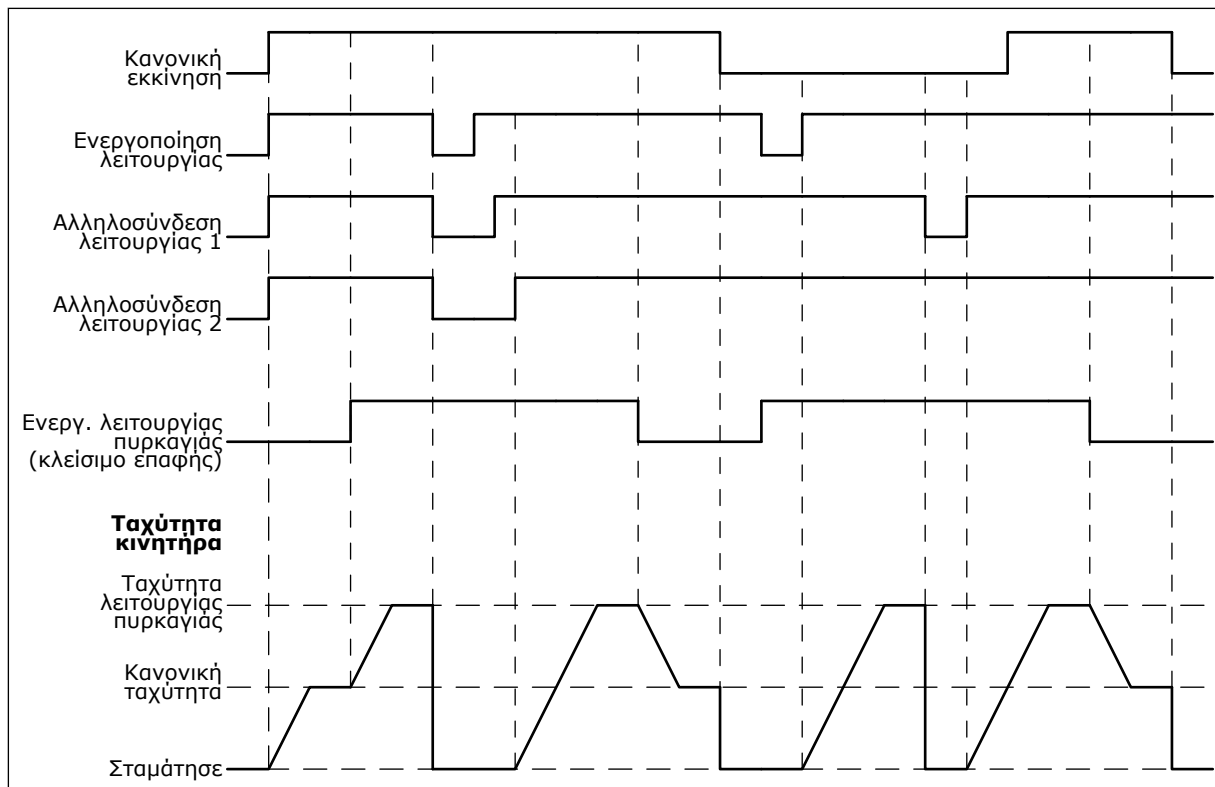 Κανονική
εκκίνηση
Ενεργοποίηση
λειτουργίας
Αλληλοσύνδεση
λειτουργίας 1
Αλληλοσύνδεση
λειτουργίας 2
Ενεργ. λειτουργίας
πυρκαγιάς
(κλείσιμο επαφής)
Ταχύτητα
κινητήρα
Ταχύτητα
λειτουργίας
πυρκαγιάς
Κανονική
ταχύτητα
Σταμάτησε